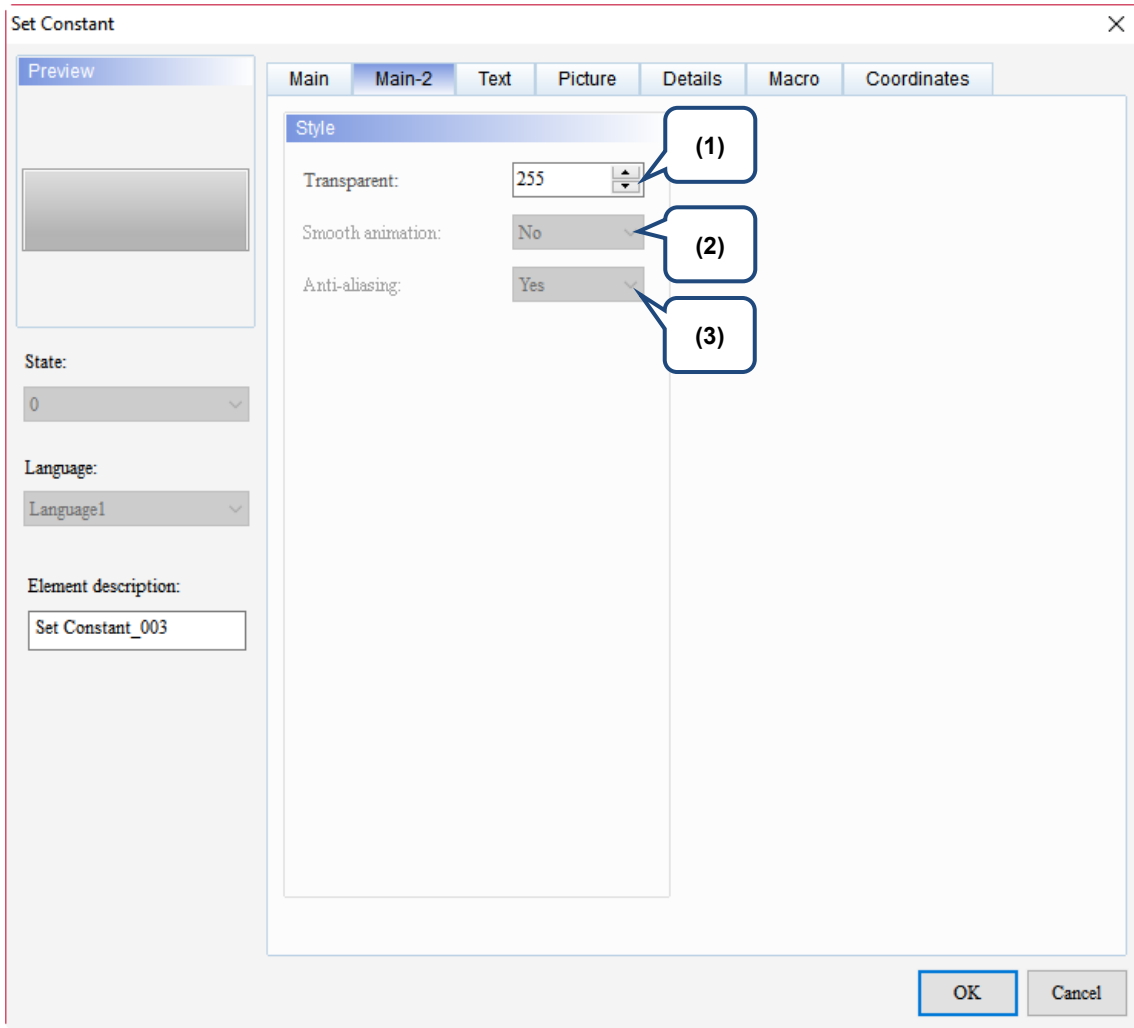 Set Constant
Preview
Main Main-2 Text Picture Details Macro Coordinates
Style
(1)
Transparent: 255
Smooth animation: No
(2)
Anti-aliasing: Yes
(3)
State:
0
Language:
Language1
Element description:
Set Constant_003
OK Cancel